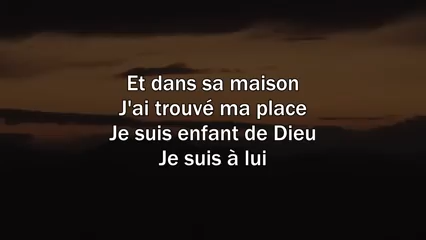 Et dans sa maison
J'ai trouvé ma place
Je suis enfant de Dieu
Je suis à lui